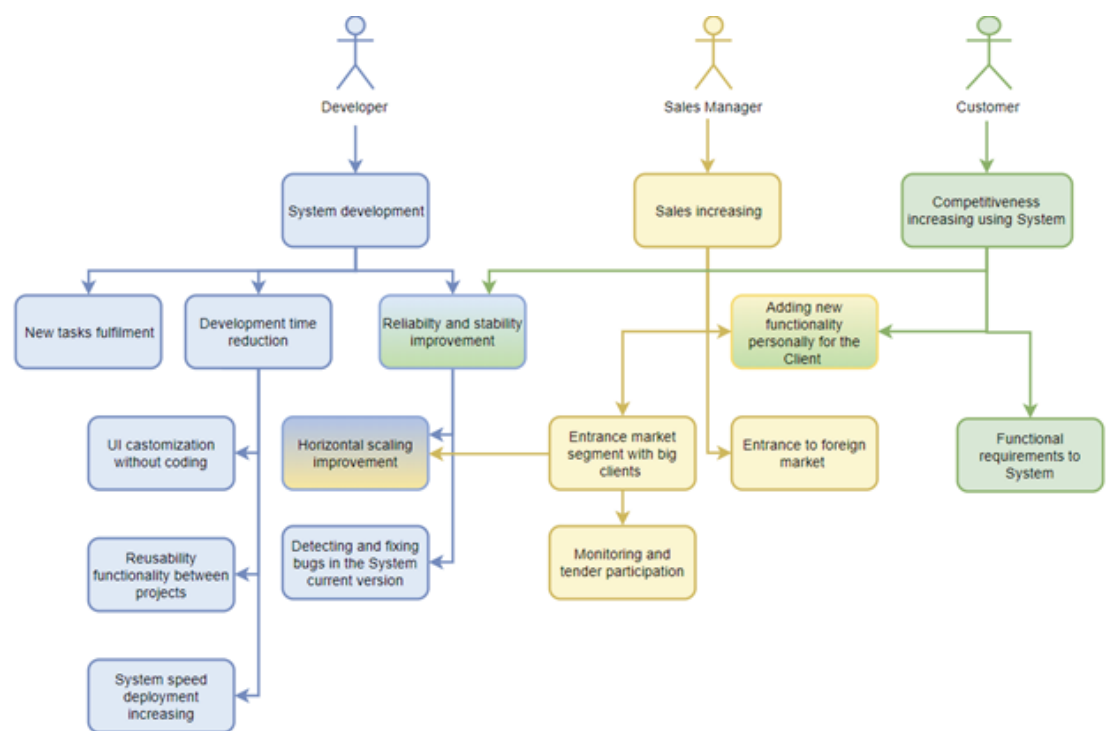 Developer
Sales Manager
Customer
System development
Sales increasing
Competitiveness
increasing using System
New tasks fulfilment
Development time
reduction
Reliabilty and stability
improvement
Adding new
functionality
personally for the
Client
UI castomization
without coding
Horizontal scaling
improvement
Entrance market
segment with big
clients
Entrance to foreign
market
Functional
requirements to
System
Reusability
functionality between
projects
Detecting and fixing
bugs in the System
current version
Monitoring and
tender participation
System speed
deployment
increasing